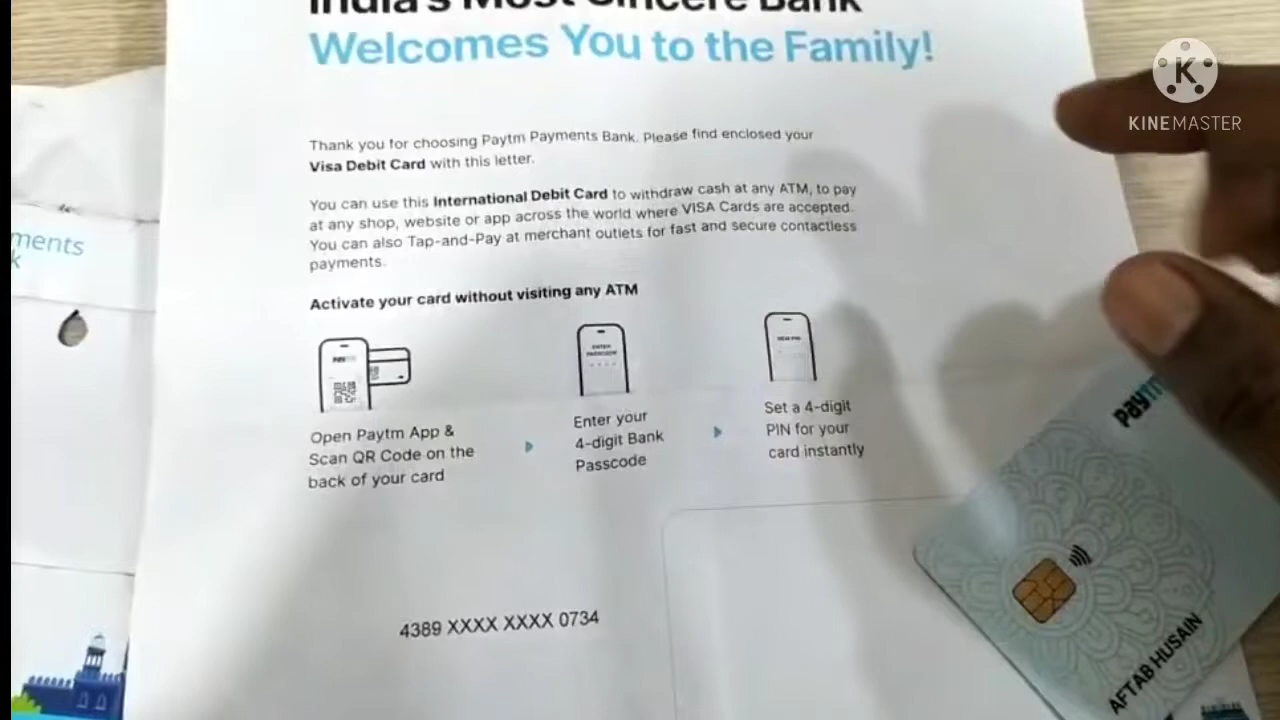 India's Most Sincere Bank
Welcomes You to the Family!
KINEMASTER
Thank you for choosing Paytm Payments Bank. Please find enclosed your
Visa Debit Card with this letter.
You can use this International Debit Card to withdraw cash at any ATM, to pay
at any shop, website or app across the world where VISA Cards are accepted.
You can also Tap-and-Pay at merchant outlets for fast and secure contactless
payments.
ments
k
Activate your card without visiting any ATM
Open Paytm App &
Scan QR Code on the
back of your card
Enter your
4-digit Bank
Passcode
Set a 4-digit
PIN for your
card instantly
4389 XXXX XXXX 0734
paytm
AFTAB HUSAIN